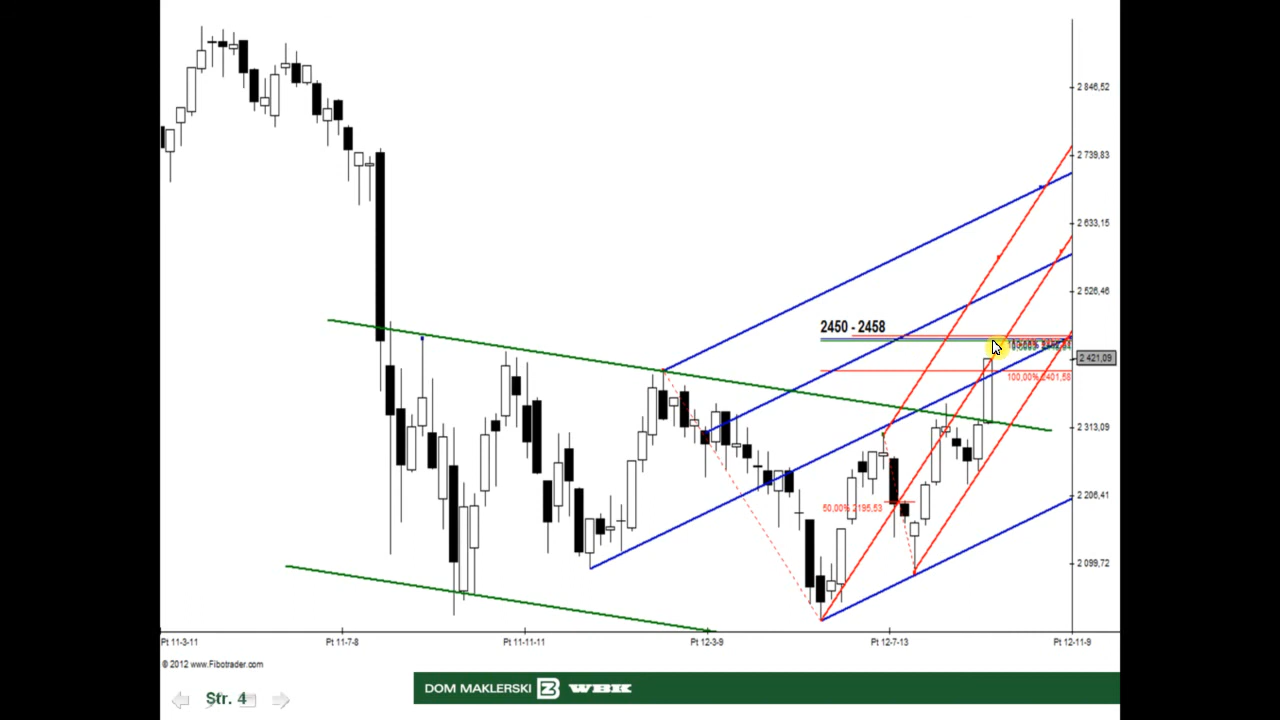 2 846,52
2 739,83
2 633,15
2 526,46
2450 - 2458
2 421,09
100,00% 2401,58
2 313,09
50,00% 2195,53
2 206,41
2 099,72
Pt 11-3-11
Pt 11-7-8
Pt 11-11-11
Pt 12-3-9
Pt 12-7-13
Pt 12-11-9
© 2012 www.Fibotrader.com
DOM MAKLERSKI Z WBK
Str. 4